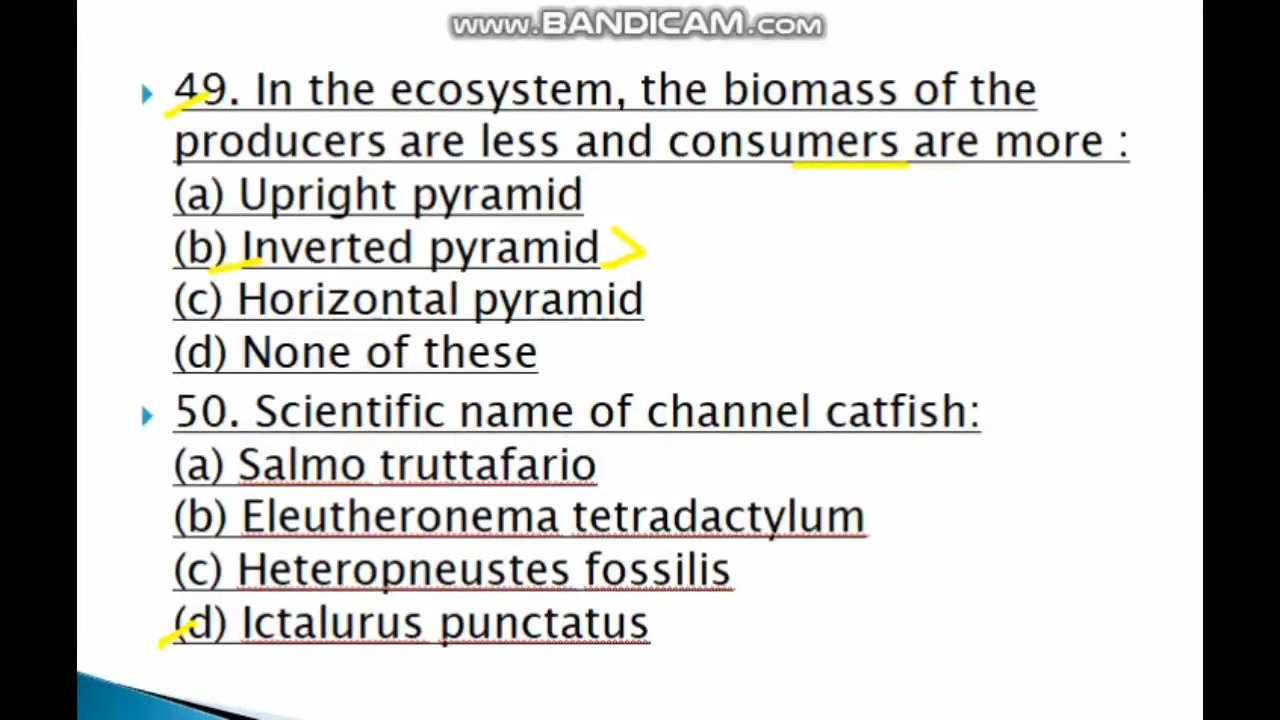 www.BANDICAM.com
49. In the ecosystem, the biomass of the
producers are less and consumers are more :
(a) Upright pyramid
(b) Inverted pyramid
(c) Horizontal pyramid
(d) None of these
50. Scientific name of channel catfish:
(a) Salmo truttafario
(b) Eleutheronema tetradactylum
(c) Heteropneustes fossilis
(d) Ictalurus punctatus